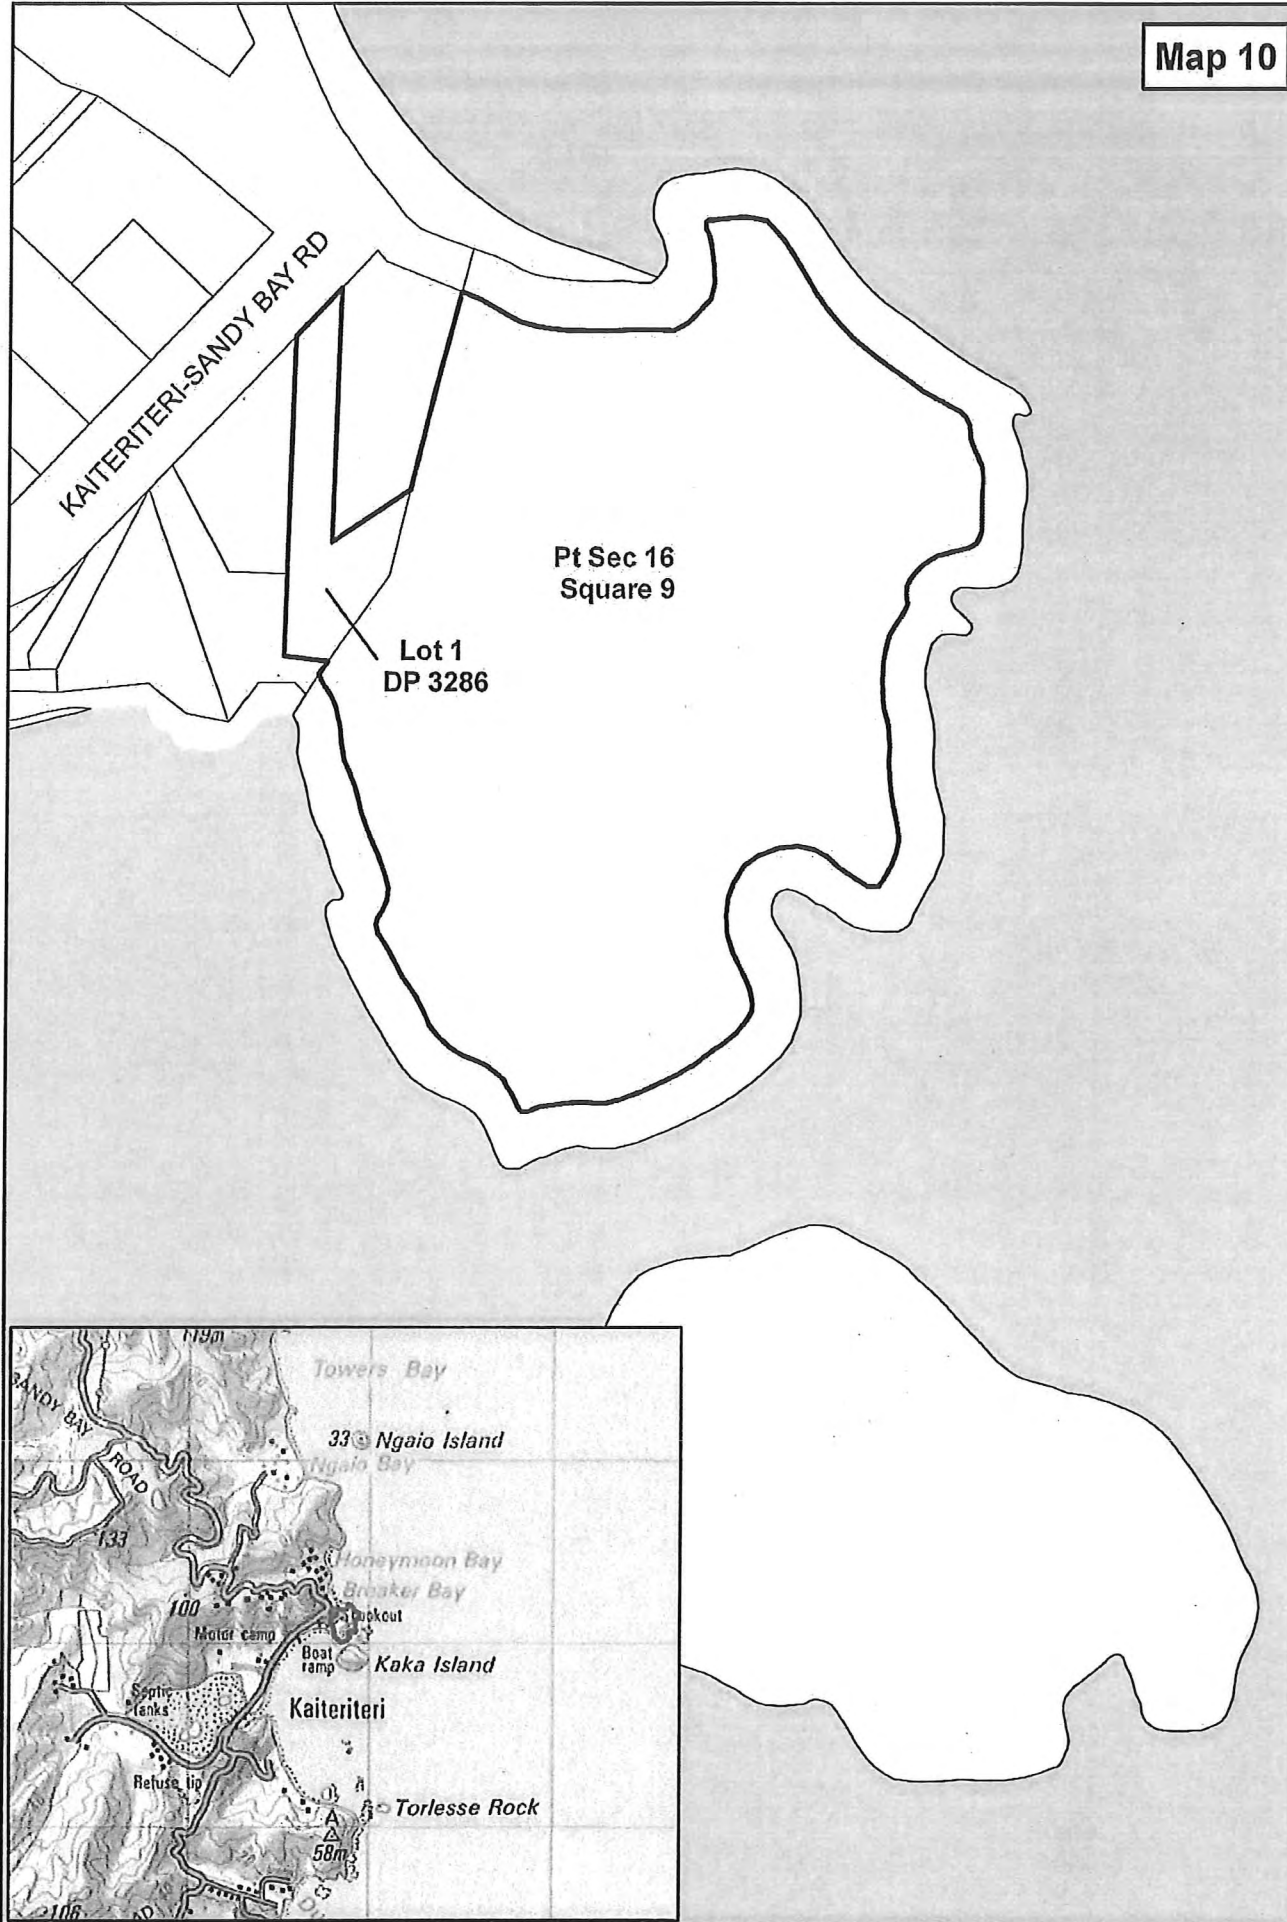 Map 10
KAITERITERI-SANDY BAY RD
Pt Sec 16
Square 9
Lot 1
DP 3286
119m
Towers Bay
SANDY BAY
ROAD
33 Ngaio Island
Ngaio Bay
133
Honeymoon Bay
Breaker Bay
100
Lookout
Motor camp
Boat
ramp
Kaka Island
Septic
tanks
Kaiteriteri
Refuse tip
Torlesse Rock
58m
106